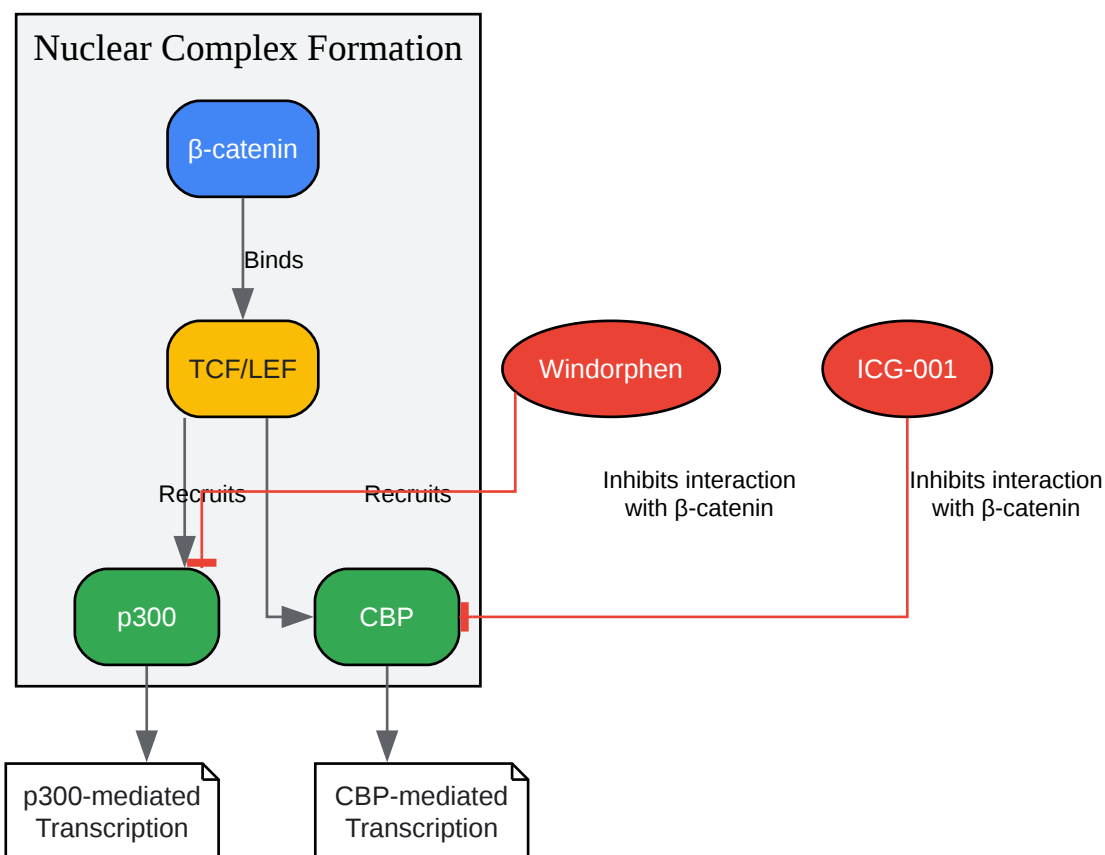 Nuclear Complex Formation
β-catenin
Binds
TCF/LEF
Windorphen
ICG-001
Recruits
Recruits
Inhibits interaction
with β-catenin
Inhibits interaction
with β-catenin
p300
CBP
p300-mediated
Transcription
CBP-mediated
Transcription